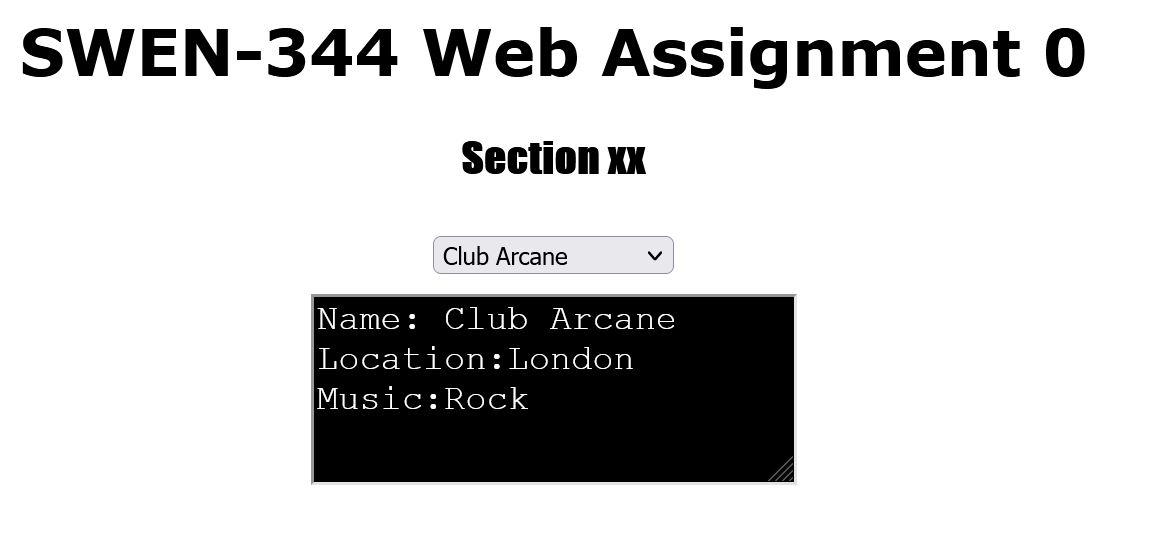 SWEN-344 Web Assignment 0
Section xx
Club Arcane
Name: Club Arcane
Location:London
Music:Rock